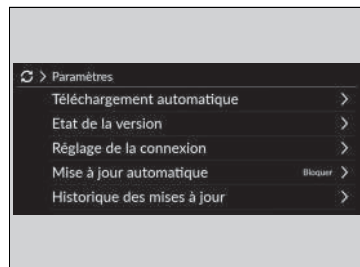 > Paramètres
Téléchargement automatique >
Etat de la version >
Réglage de la connexion >
Mise à jour automatique Bloquer >
Historique des mises à jour >